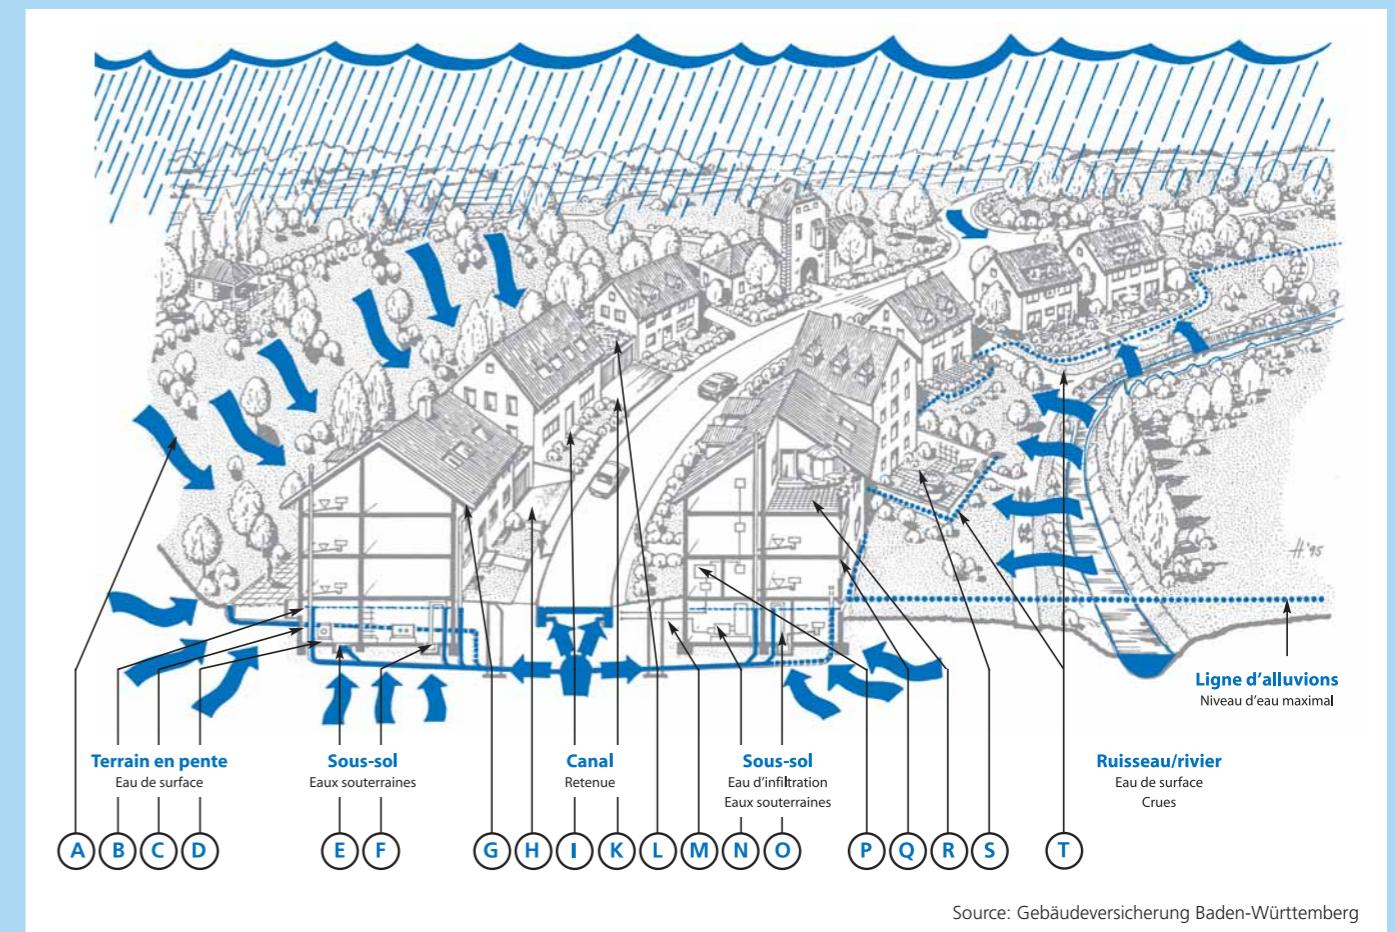 H.'95
Ligne d'alluvions
Niveau d'eau maximal
Terrain en pente
Eau de surface
Sous-sol
Eaux souterraines
Canal
Retenue
Sous-sol
Eau d'infiltration
Eaux souterraines
Ruisseau/rivier
Eau de surface
Crues
A B C D E F G H I K L M N O P Q R S T
Source: Gebäudeversicherung Baden-Württemberg